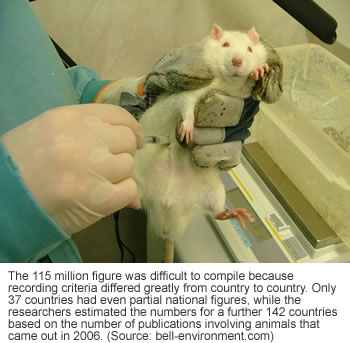 The 115 million figure was difficult to compile because
recording criteria differed greatly from country to country. Only
37 countries had even partial national figures, while the
researchers estimated the numbers for a further 142 countries
based on the number of publications involving animals that
came out in 2006. (Source: bell-environment.com)